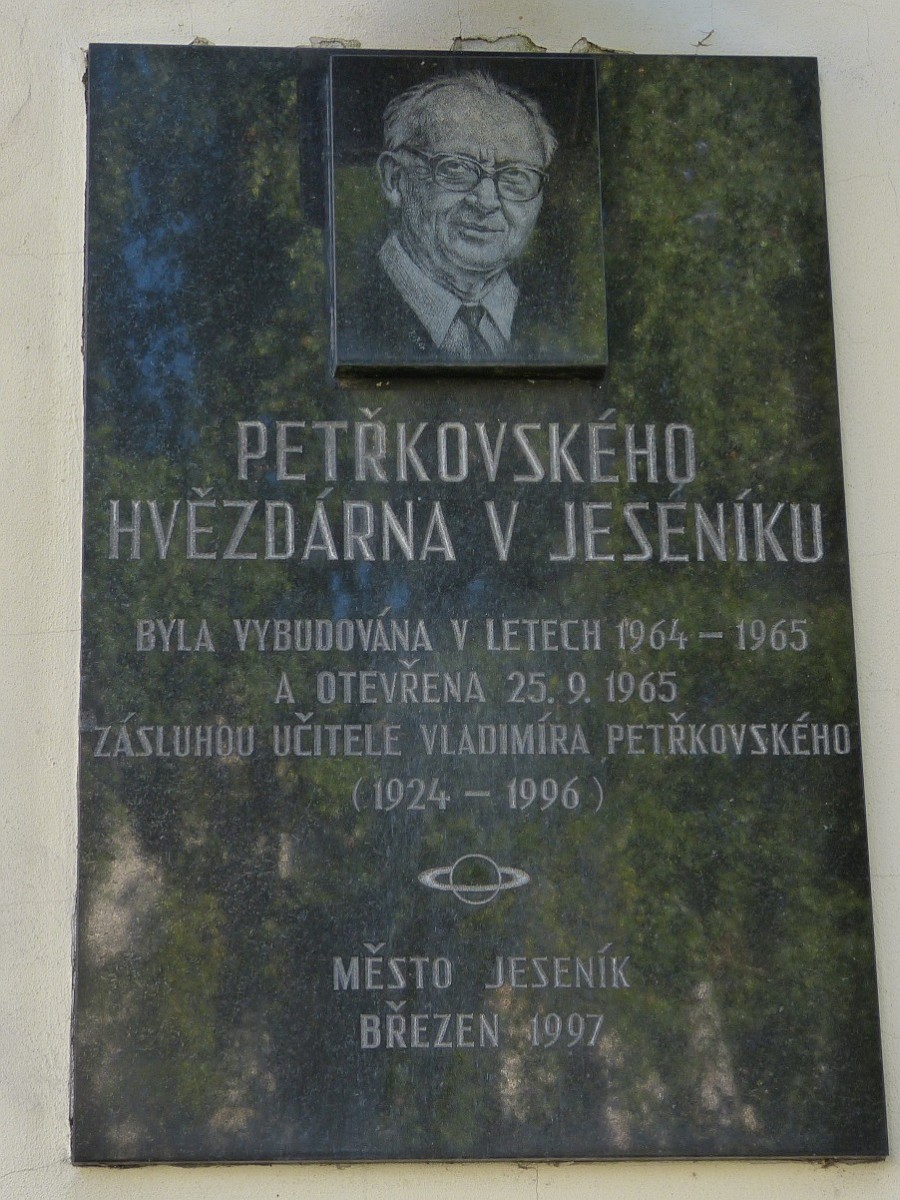 PETŘKOVSKÉHO
HVĚZDÁRNA V JESENÍKU
BYLA VYBUDOVÁNA V LETECH 1964 – 1965
A OTEVŘENA 25. 9. 1965
ZÁSLUHOU UČITELE VLADIMÍRA PETŘKOVSKÉHO
(1924 – 1996)
MĚSTO JESENÍK
BŘEZEN 1997